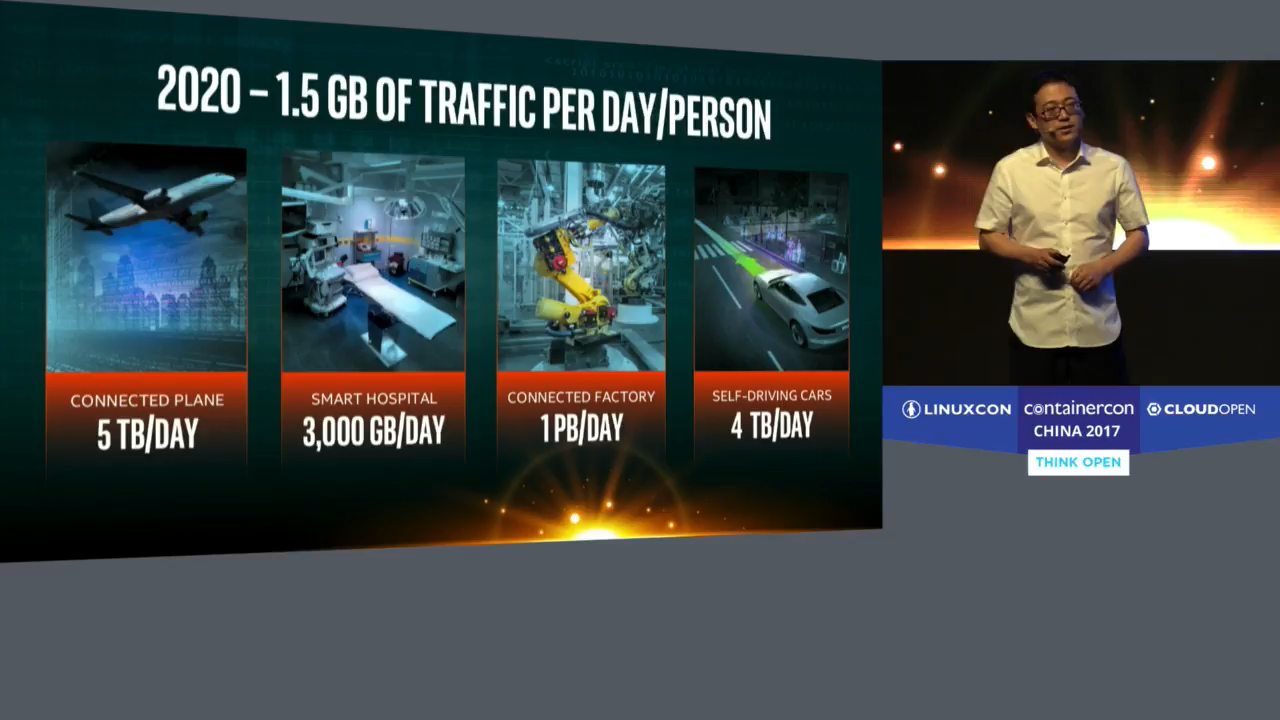 2020 – 1.5 GB OF TRAFFIC PER DAY/PERSON
CONNECTED PLANE
5 TB/DAY
SMART HOSPITAL
3,000 GB/DAY
CONNECTED FACTORY
1 PB/DAY
SELF-DRIVING CARS
4 TB/DAY
LINUXCON
containercon
CLOUDOPEN
CHINA 2017
THINK OPEN